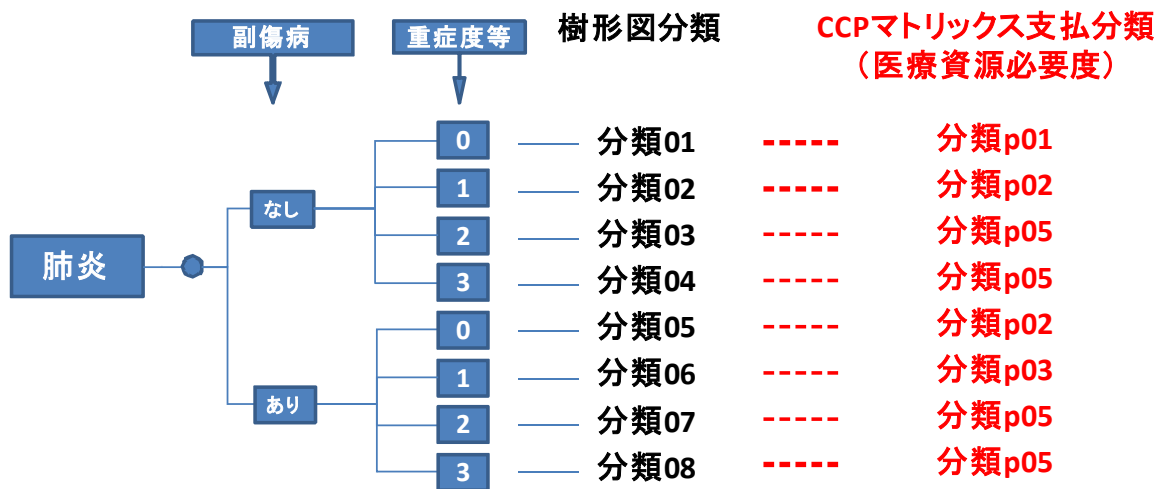 副傷病
重症度等
樹形図分類
CCPマトリックス支払分類
（医療資源必要度）
肺炎
なし
0
分類01
分類p01
1
分類02
分類p02
2
分類03
分類p05
3
分類04
分類p05
あり
0
分類05
分類p02
1
分類06
分類p03
2
分類07
分類p05
3
分類08
分類p05